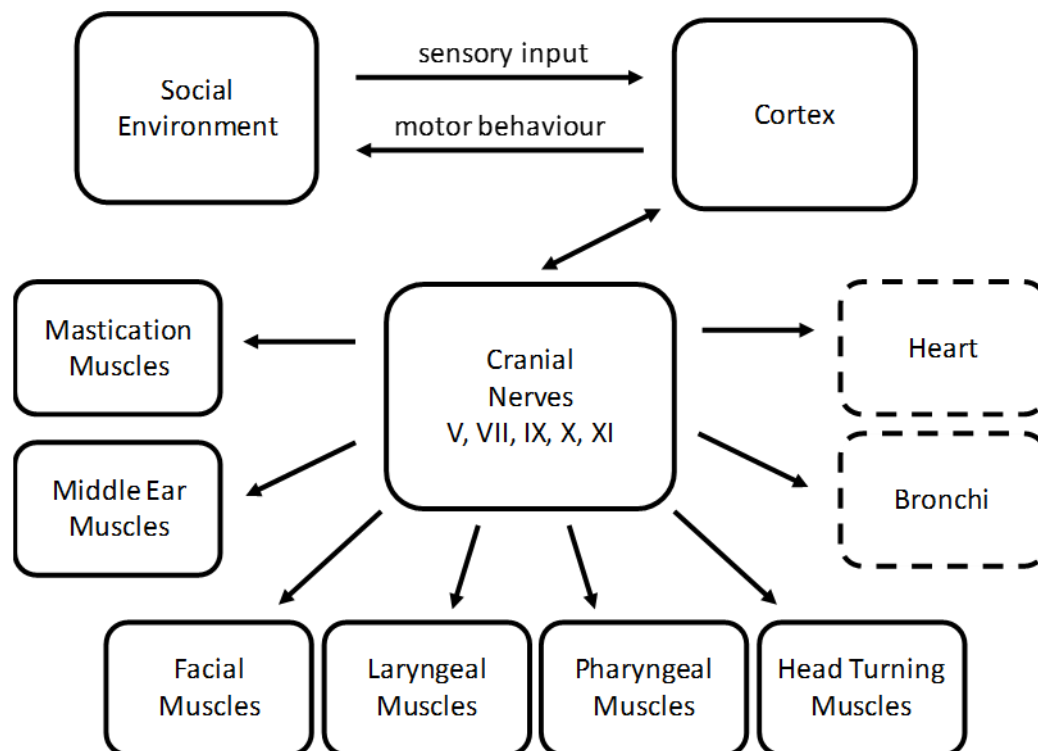 Social
Environment
sensory input
motor behaviour
Cortex
Mastication
Muscles
Cranial
Nerves
V, VII, IX, X, XI
Heart
Middle Ear
Muscles
Bronchi
Facial
Muscles
Laryngeal
Muscles
Pharyngeal
Muscles
Head Turning
Muscles